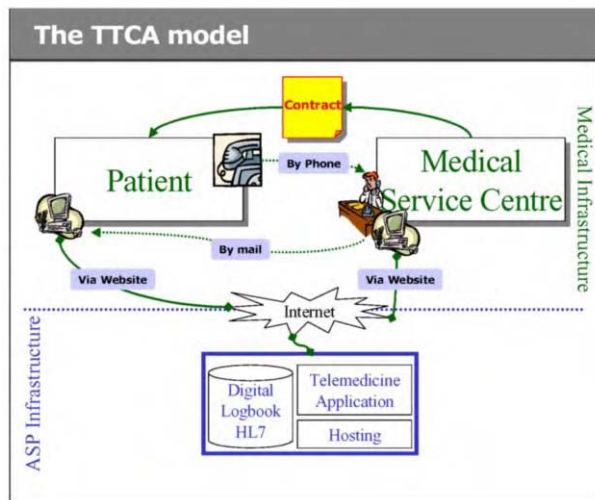 The TTCA model
Contract
Patient
By Phone
Medical
Service Centre
Medical Infrastructure
By mail
Via Website
Via Website
Internet
ASP Infrastructure
Digital
Logbook
HL7
Telemedicine
Application
Hosting